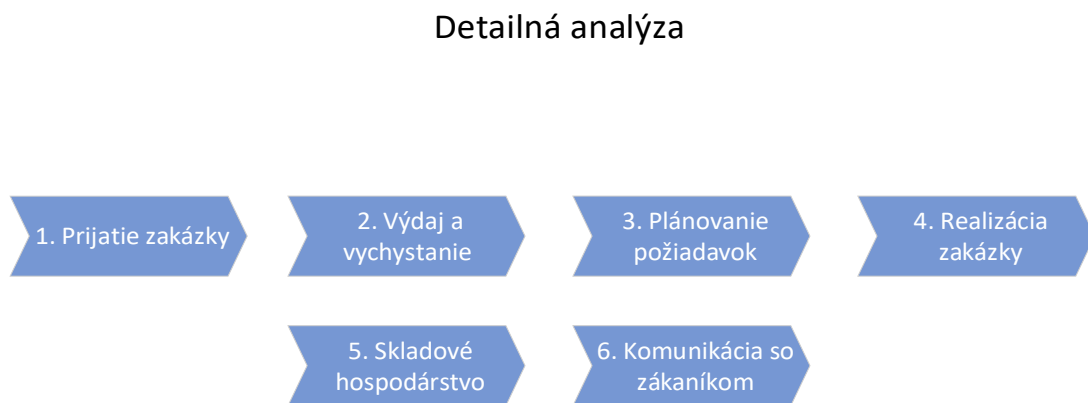 Detailná analýza
1. Prijatie zakázky
2. Výdaj a
vychystanie
3. Plánovanie
požiadavok
4. Realizácia
zakázky
5. Skladové
hospodárstvo
6. Komunikácia so
zákaníkom